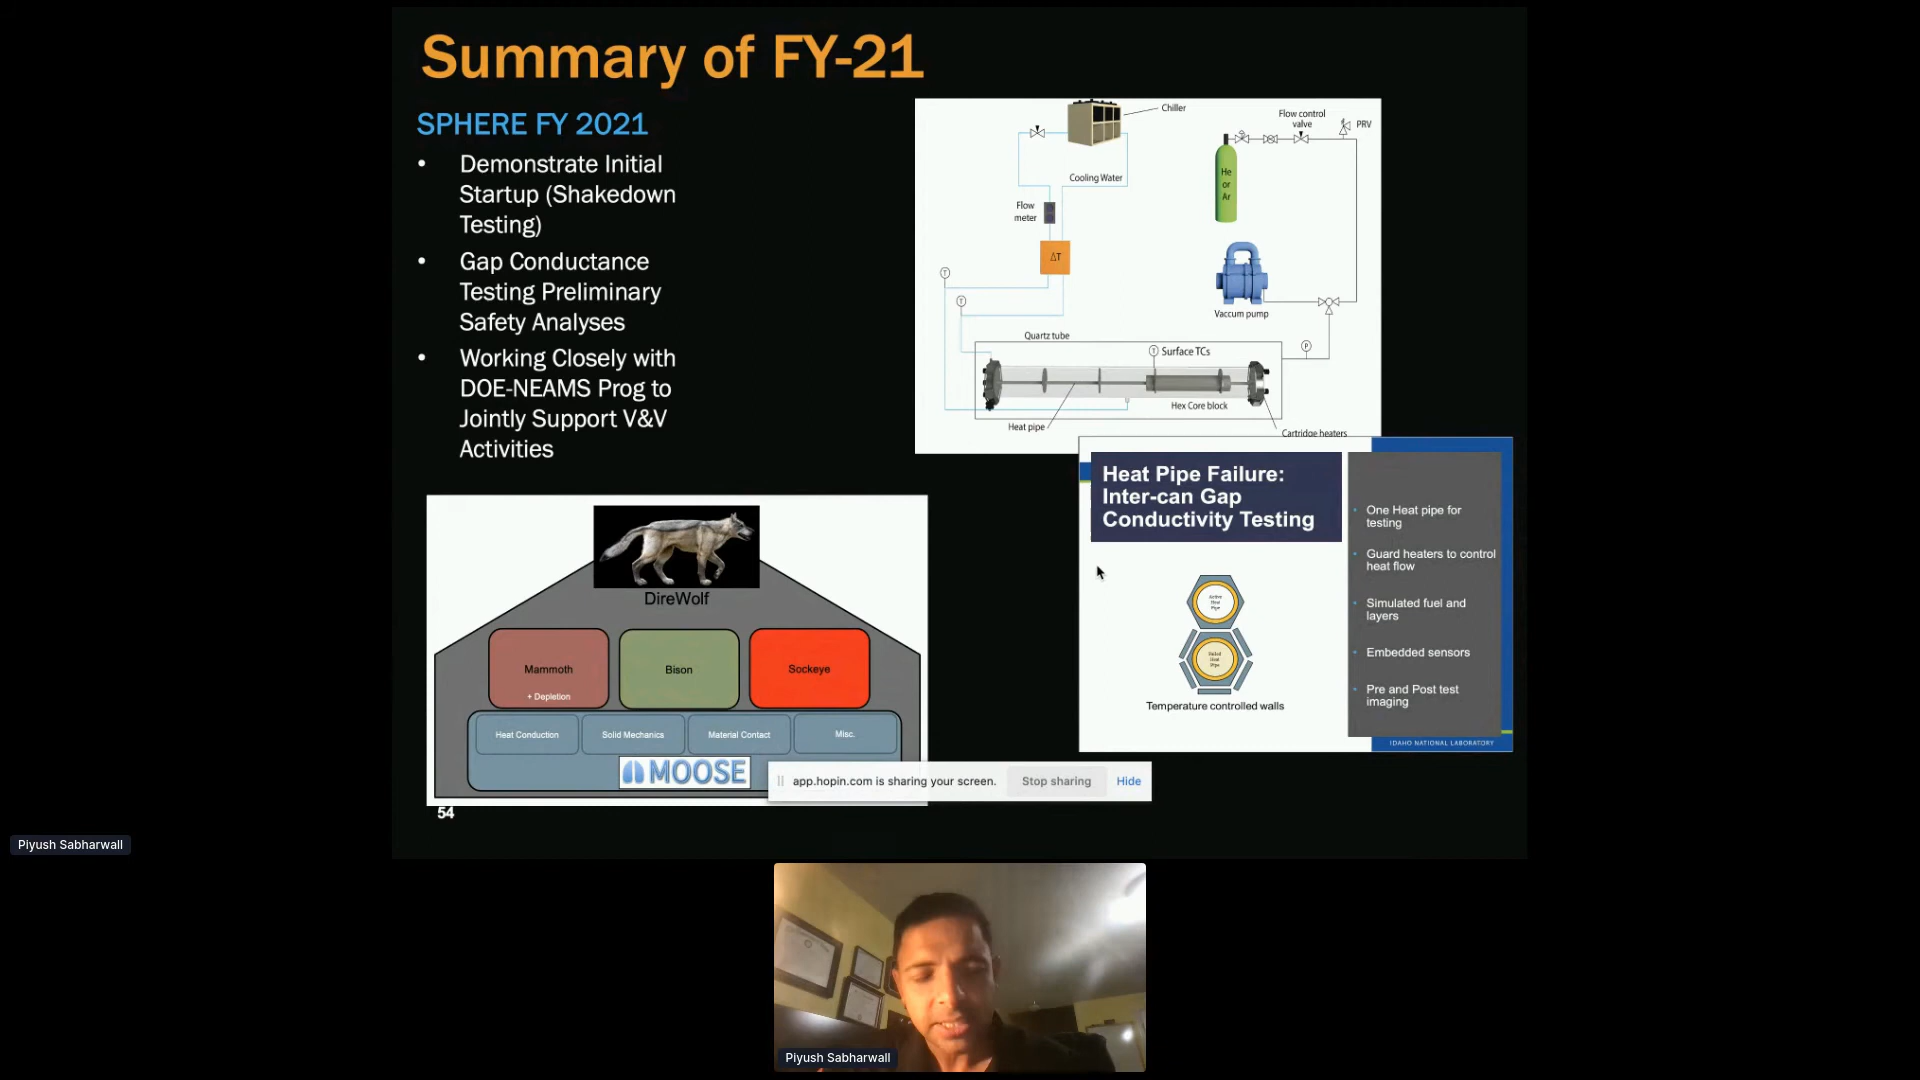 Summary of FY-21
SPHERE FY 2021
• Demonstrate Initial
Startup (Shakedown
Testing)
• Gap Conductance
Testing Preliminary
Safety Analyses
• Working Closely with
DOE-NEAMS Prog to
Jointly Support V&V
Activities
Chiller
Flow control
valve
PRV
Cooling Water
He
or
Ar
Flow
meter
ΔT
T
T
Vaccum pump
Quartz tube
P
T Surface TCs
Hex Core block
Heat pipe
Cartridge heaters
Heat Pipe Failure:
Inter-can Gap
Conductivity Testing
• One Heat pipe for
testing
• Guard heaters to control
heat flow
• Simulated fuel and
layers
• Embedded sensors
• Pre and Post test
imaging
Active
Heat
Pipe
Failed
Heat
Pipe
Temperature controlled walls
IDAHO NATIONAL LABORATORY
DireWolf
Mammoth
+ Depletion
Bison
Sockeye
Heat Conduction
Solid Mechanics
Material Contact
Misc.
MOOSE
app.hopin.com is sharing your screen.
Stop sharing
Hide
54
Piyush Sabharwall
Piyush Sabharwall